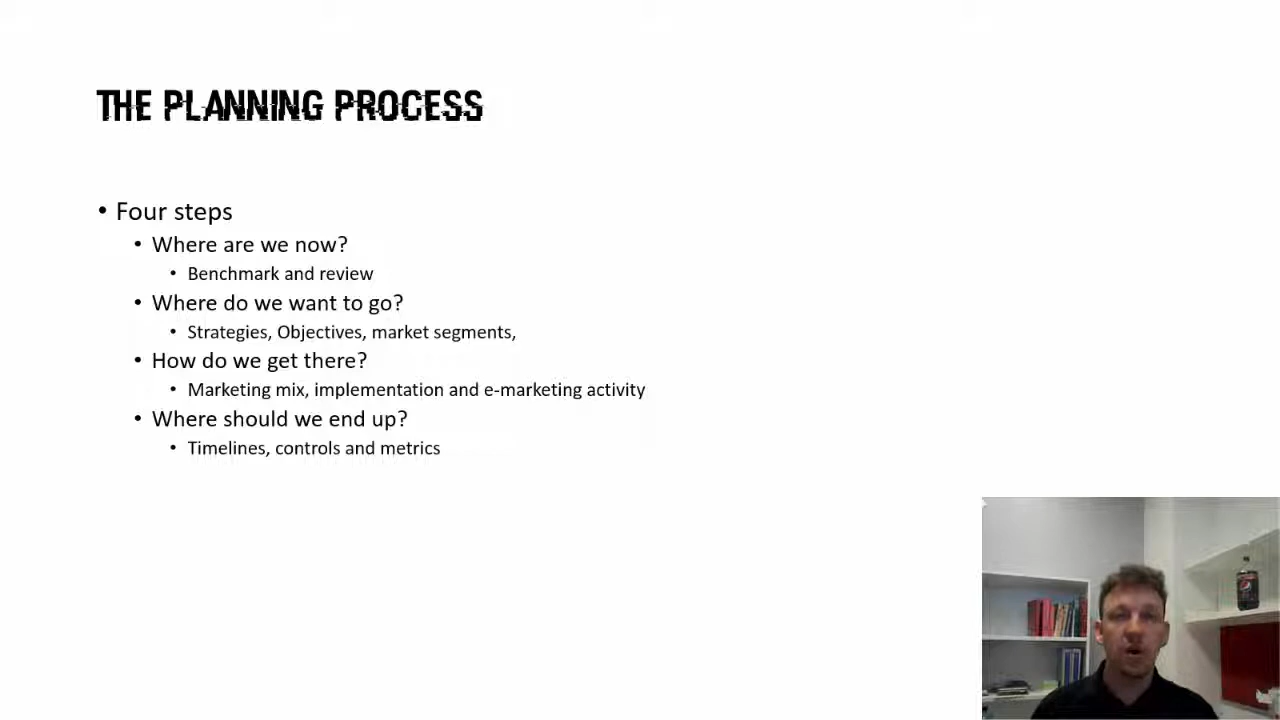 THE PLANNING PROCESS
• Four steps
• Where are we now?
• Benchmark and review
• Where do we want to go?
• Strategies, Objectives, market segments,
• How do we get there?
• Marketing mix, implementation and e-marketing activity
• Where should we end up?
• Timelines, controls and metrics